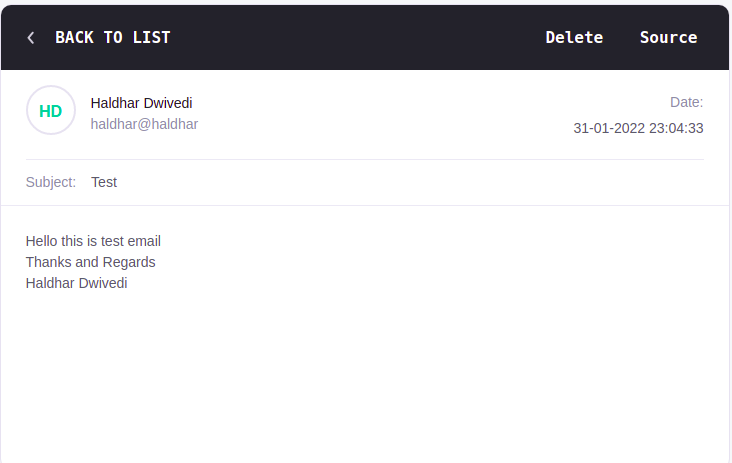 BACK TO LIST Delete Source
HD
Haldhar Dwivedi
haldhar@haldhar
Date:
31-01-2022 23:04:33
Subject: Test
Hello this is test email
Thanks and Regards
Haldhar Dwivedi